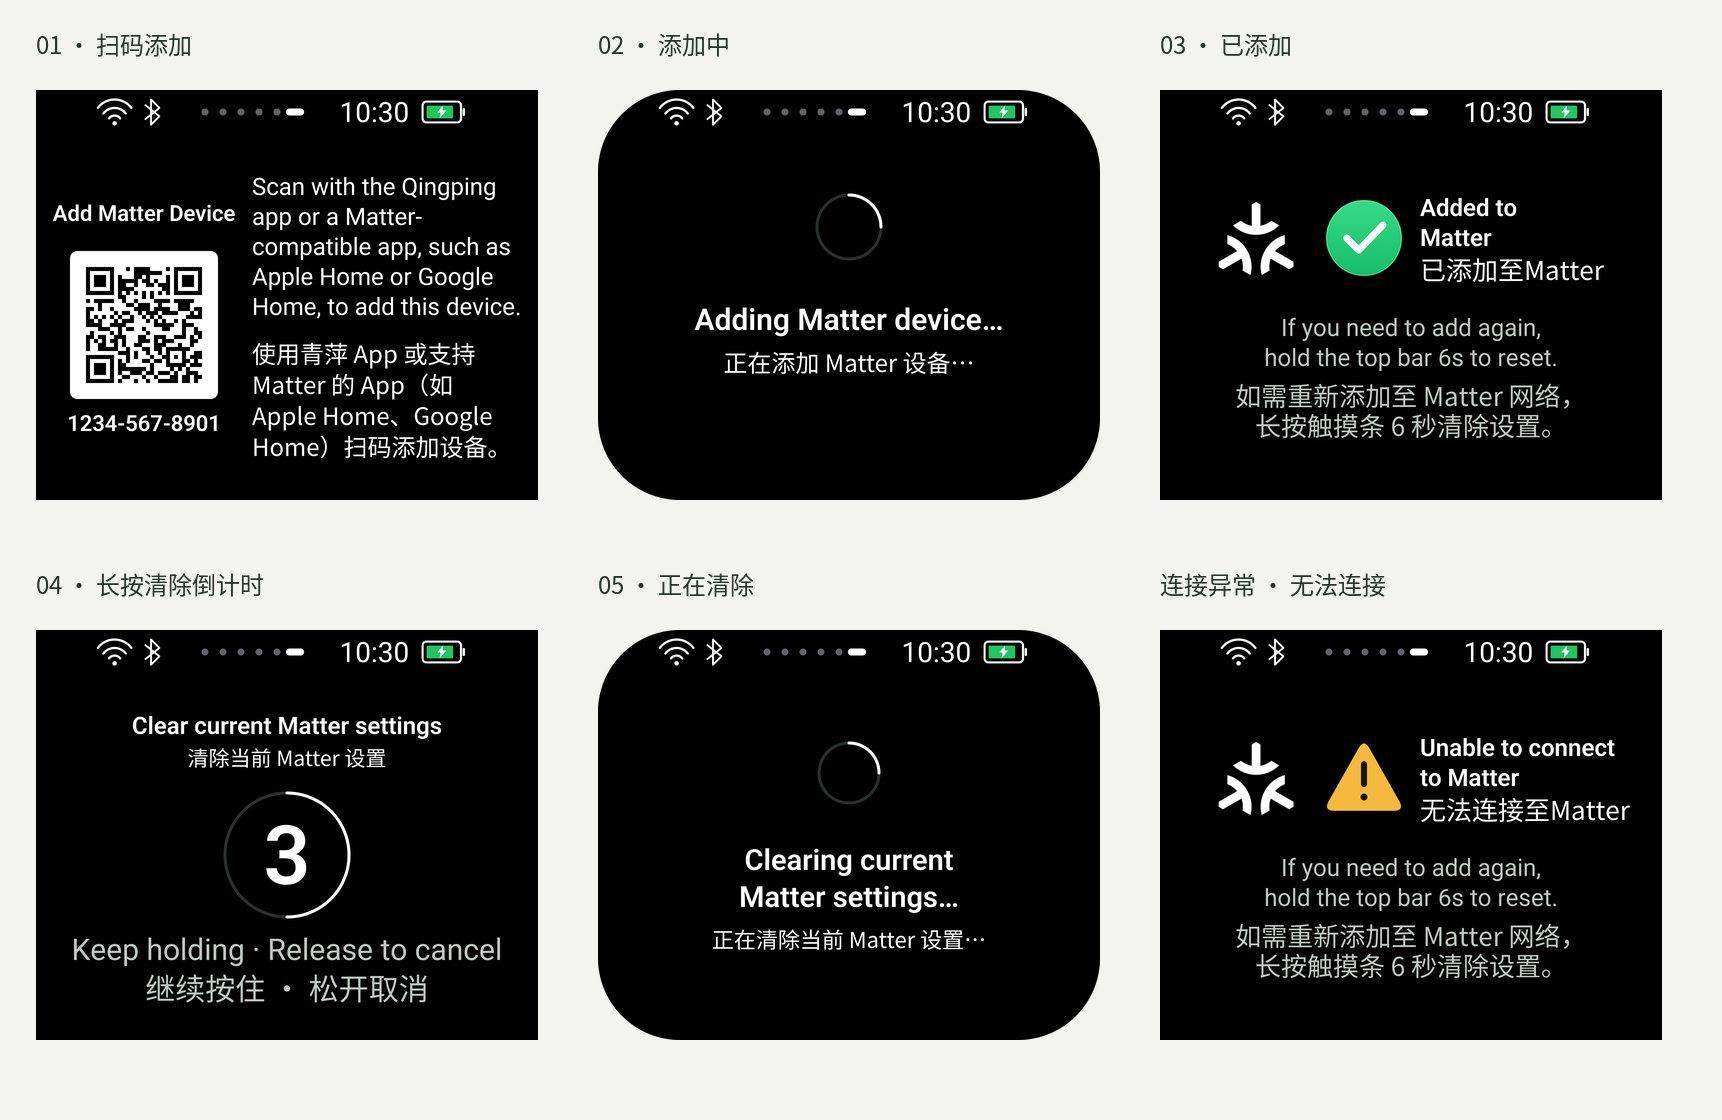 01 · 扫码添加
10:30
Add Matter Device
1234-567-8901
Scan with the Qingping
app or a Matter-
compatible app, such as
Apple Home or Google
Home, to add this device.
使用青萍 App 或支持
Matter 的 App（如
Apple Home、Google
Home）扫码添加设备。
02 · 添加中
10:30
Adding Matter device...
正在添加 Matter 设备···
03 · 已添加
10:30
Added to
Matter
已添加至Matter
If you need to add again,
hold the top bar 6s to reset.
如需重新添加至 Matter 网络，
长按触摸条 6 秒清除设置。
04 · 长按清除倒计时
10:30
Clear current Matter settings
清除当前 Matter 设置
3
Keep holding · Release to cancel
继续按住 · 松开取消
05 · 正在清除
10:30
Clearing current
Matter settings...
正在清除当前 Matter 设置···
连接异常 · 无法连接
10:30
Unable to connect
to Matter
无法连接至Matter
If you need to add again,
hold the top bar 6s to reset.
如需重新添加至 Matter 网络，
长按触摸条 6 秒清除设置。